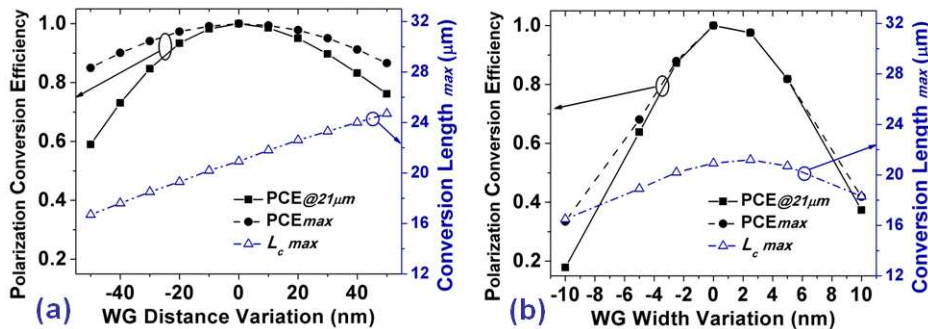 Polarization Conversion Efficiency
1.0
0.8
0.6
0.4
0.2
PCE@21μm
PCEmax
Lc max
32
28
24
20
16
12
Conversion Length max (μm)
-40 -20 0 20 40
WG Distance Variation (nm)
(a)
Polarization Conversion Efficiency
1.0
0.8
0.6
0.4
0.2
PCE@21μm
PCEmax
Lc max
32
28
24
20
16
12
Conversion Length max (μm)
-10 -8 -6 -4 -2 0 2 4 6 8 10
WG Width Variation (nm)
(b)